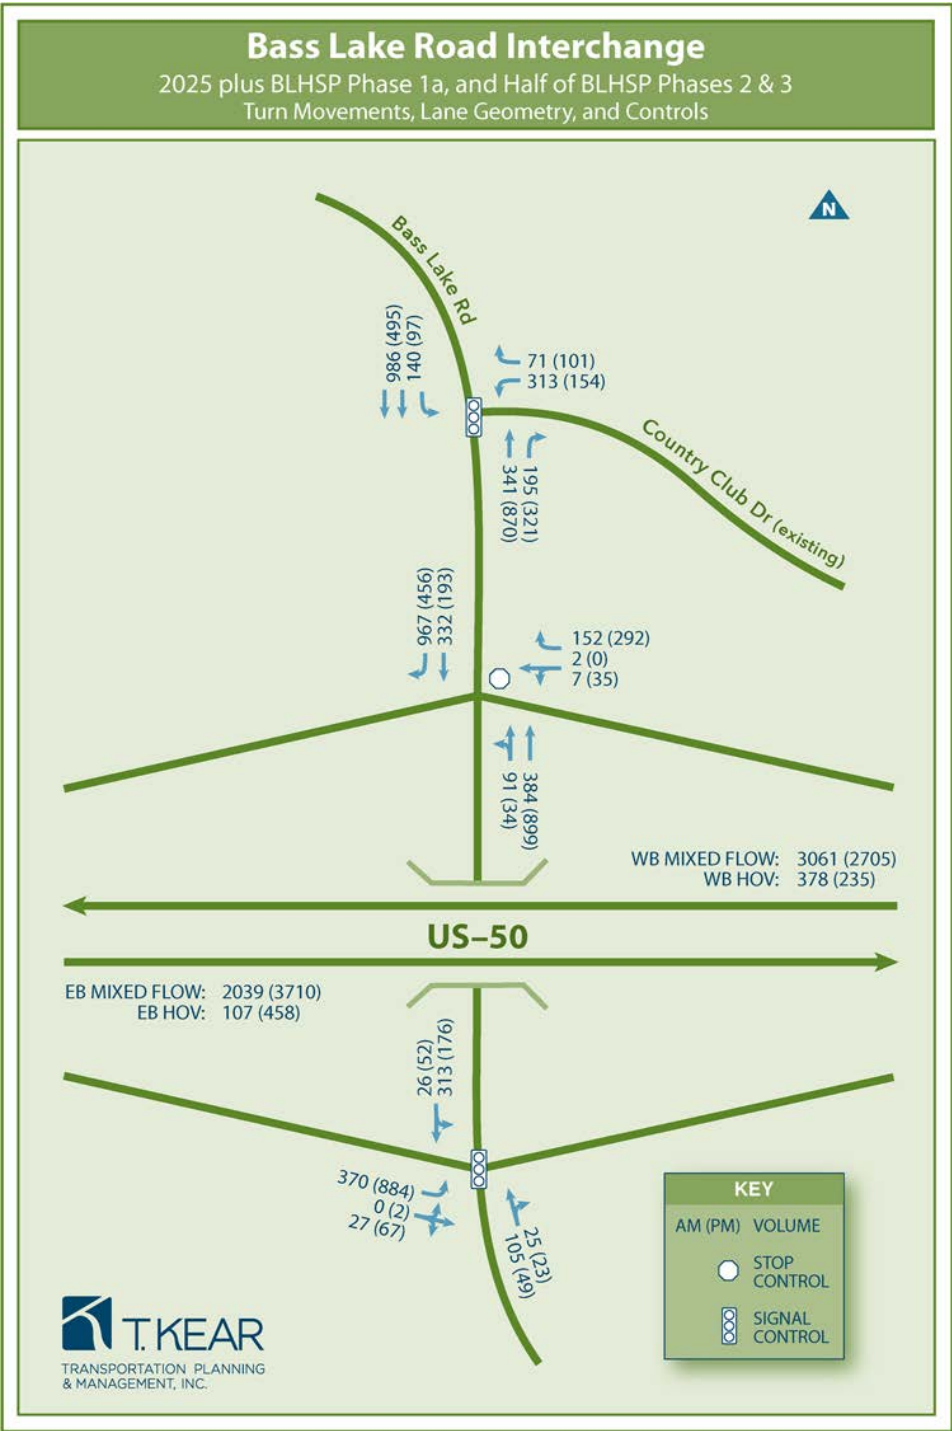 Bass Lake Road Interchange
2025 plus BLHSP Phase 1a, and Half of BLHSP Phases 2 & 3
Turn Movements, Lane Geometry, and Controls
N
Bass Lake Rd
986 (495)
140 (97)
71 (101)
313 (154)
Country Club Dr (existing)
195 (321)
341 (870)
967 (456)
332 (193)
152 (292)
2 (0)
7 (35)
384 (899)
91 (34)
WB MIXED FLOW: 3061 (2705)
WB HOV: 378 (235)
US–50
EB MIXED FLOW: 2039 (3710)
EB HOV: 107 (458)
26 (52)
313 (176)
370 (884)
0 (2)
27 (67)
25 (23)
105 (49)
KEY
AM (PM) VOLUME
STOP
CONTROL
SIGNAL
CONTROL
T.KEAR
TRANSPORTATION PLANNING
& MANAGEMENT, INC.